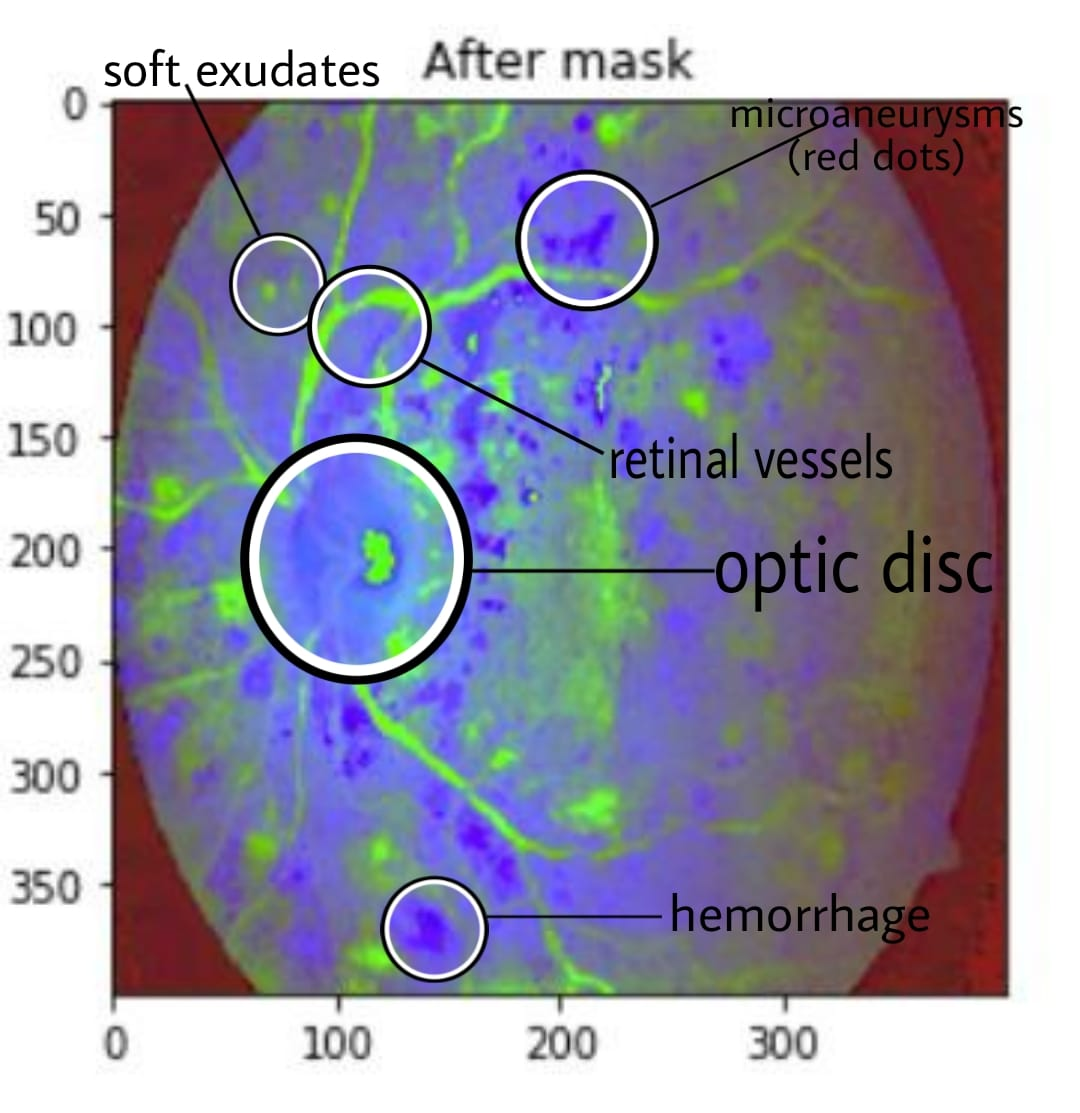 soft exudates
After mask
microaneurysms
(red dots)
retinal vessels
optic disc
hemorrhage
0
50
100
150
200
250
300
350
0 100 200 300